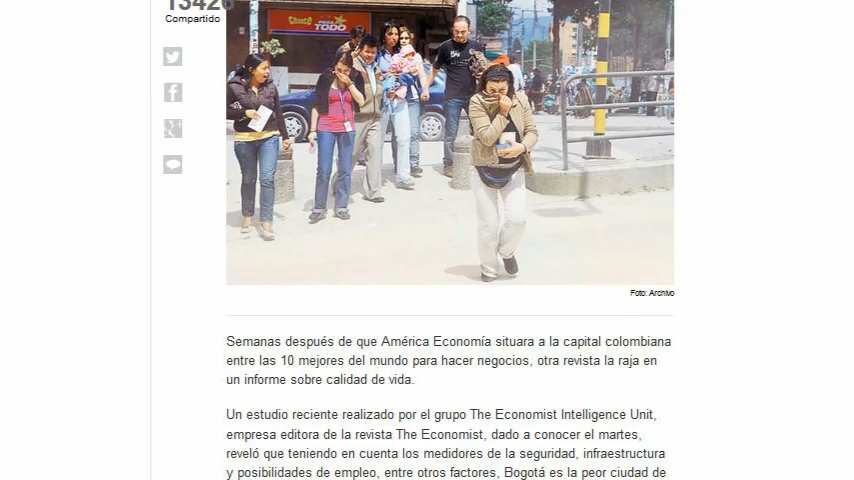 13426
Compartido
PAGA
TODO
Foto: Archivo
Semanas después de que América Economía situara a la capital colombiana
entre las 10 mejores del mundo para hacer negocios, otra revista la raja en
un informe sobre calidad de vida.
Un estudio reciente realizado por el grupo The Economist Intelligence Unit,
empresa editora de la revista The Economist, dado a conocer el martes,
reveló que teniendo en cuenta los medidores de la seguridad, infraestructura
y posibilidades de empleo, entre otros factores, Bogotá es la peor ciudad de